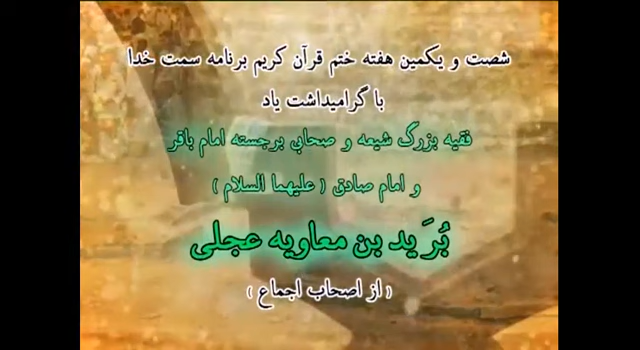 شصت و یکمین هفته ختم قرآن کریم برنامه سمت خدا
با گرامیداشت یاد
فقیه بزرگ شیعه و صحابی برجسته امام باقر
و امام صادق ( علیهما السلام )
بُرَ ید بن معاویه عجلی
( از اصحاب اجماع )